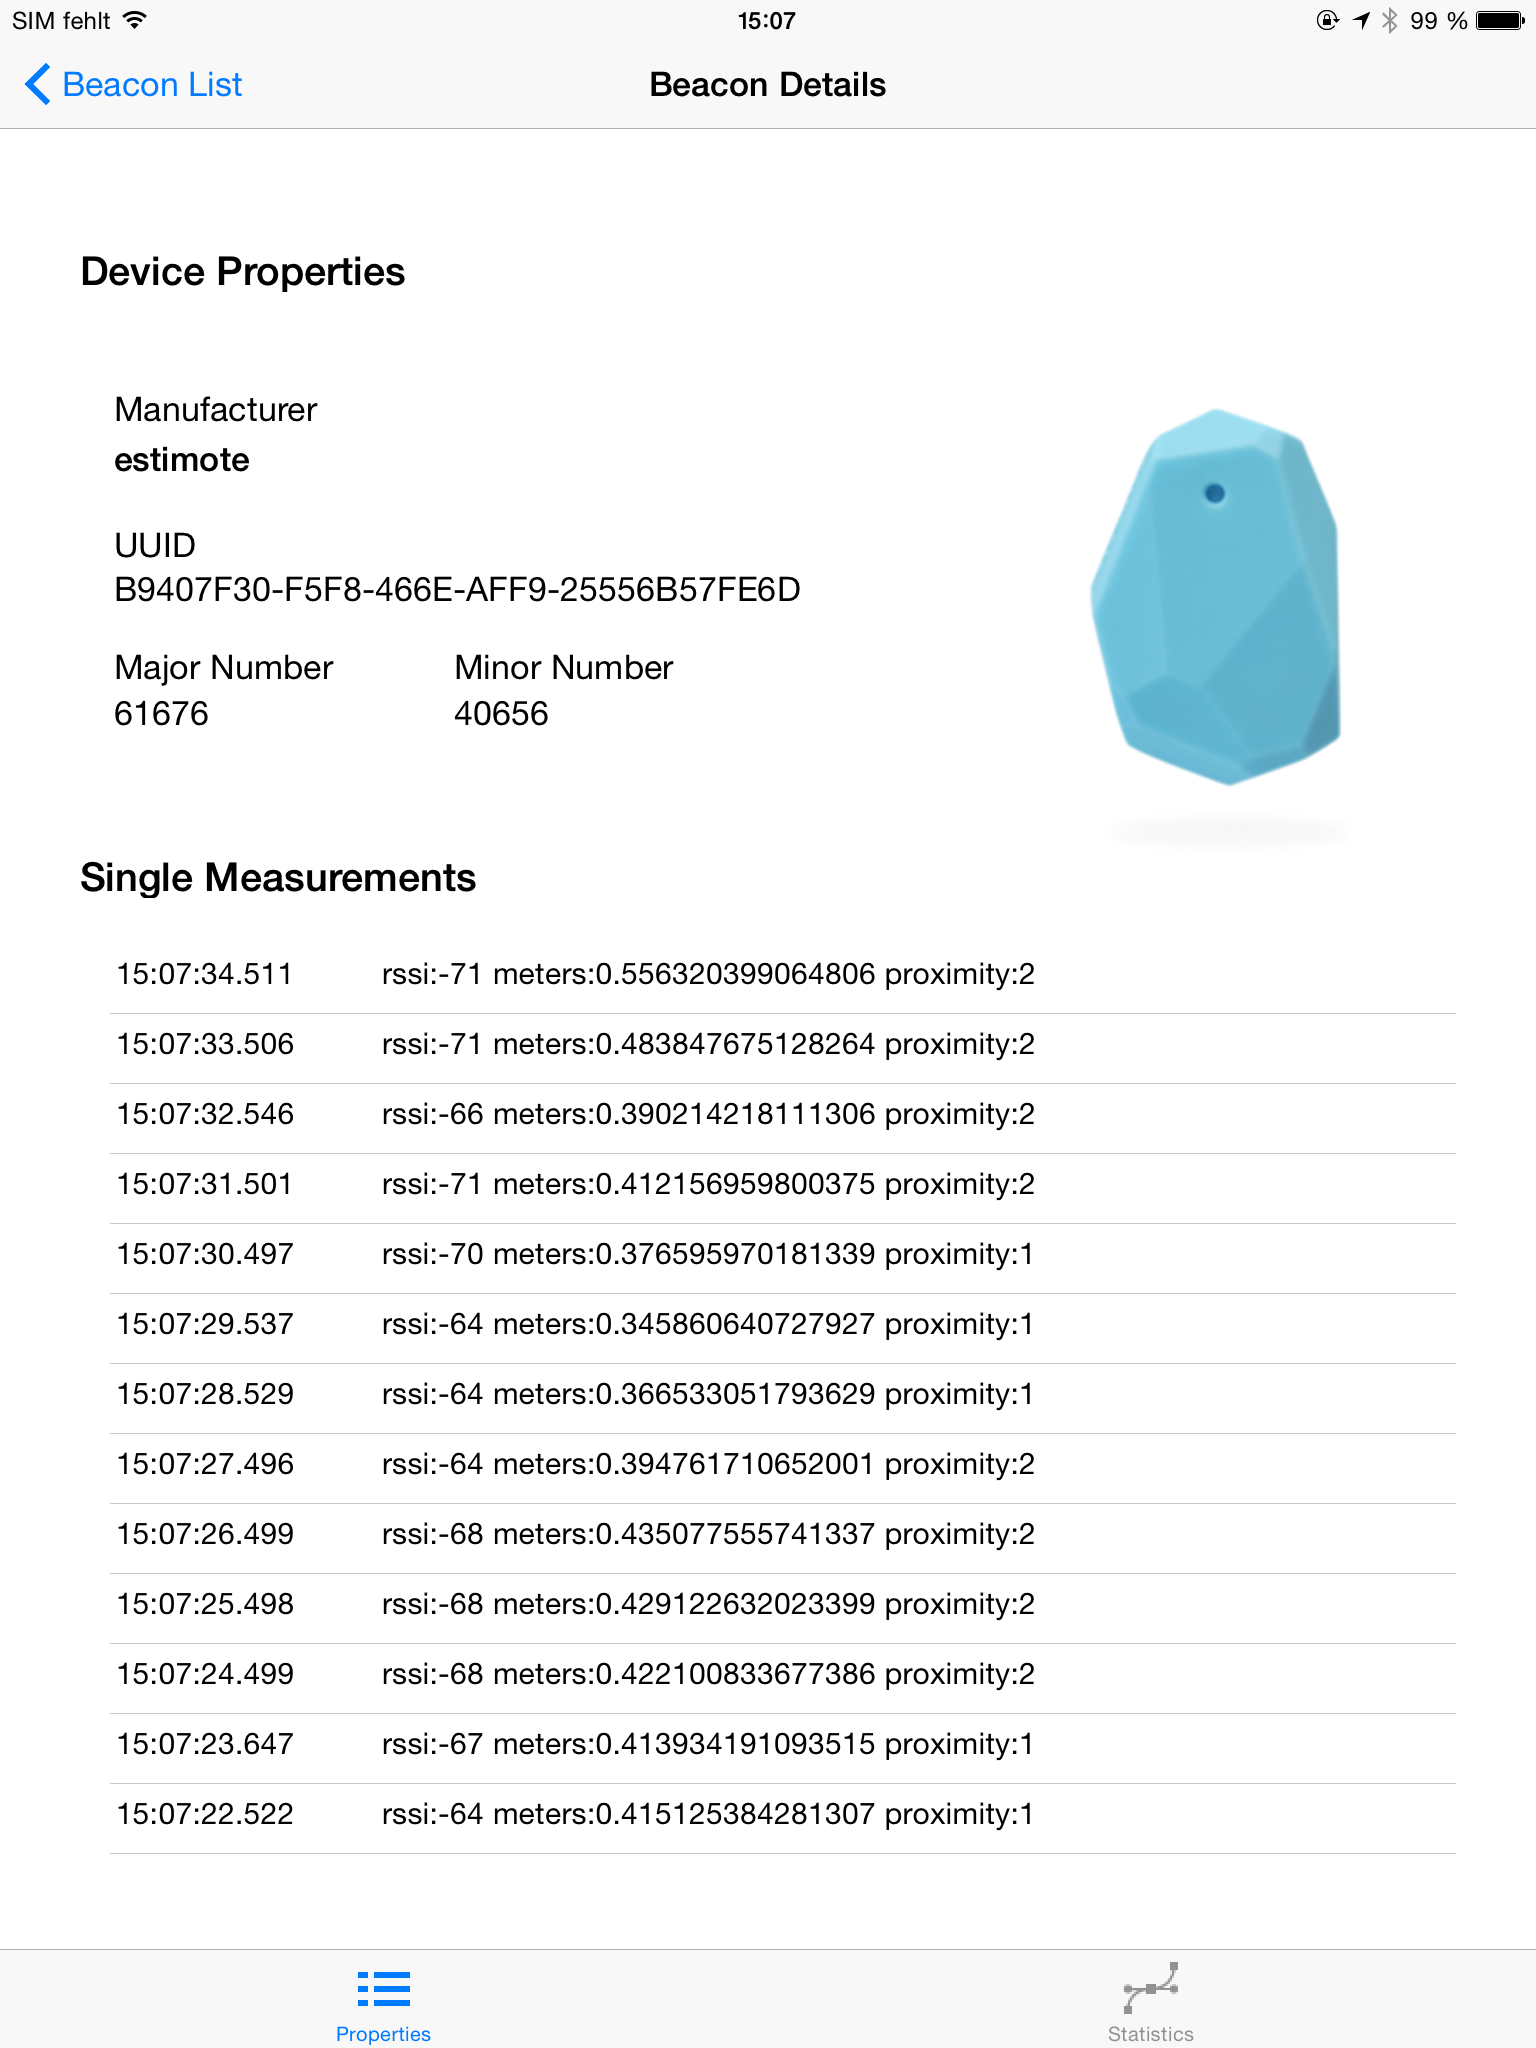 SIM fehlt 15:07 99 %
Beacon List Beacon Details
Device Properties
Manufacturer
estimote
UUID
B9407F30-F5F8-466E-AFF9-25556B57FE6D
Major Number Minor Number
61676 40656
Single Measurements
15:07:34.511 rssi:-71 meters:0.556320399064806 proximity:2
15:07:33.506 rssi:-71 meters:0.483847675128264 proximity:2
15:07:32.546 rssi:-66 meters:0.390214218111306 proximity:2
15:07:31.501 rssi:-71 meters:0.412156959800375 proximity:2
15:07:30.497 rssi:-70 meters:0.376595970181339 proximity:1
15:07:29.537 rssi:-64 meters:0.345860640727927 proximity:1
15:07:28.529 rssi:-64 meters:0.366533051793629 proximity:1
15:07:27.496 rssi:-64 meters:0.394761710652001 proximity:2
15:07:26.499 rssi:-68 meters:0.435077555741337 proximity:2
15:07:25.498 rssi:-68 meters:0.429122632023399 proximity:2
15:07:24.499 rssi:-68 meters:0.422100833677386 proximity:2
15:07:23.647 rssi:-67 meters:0.413934191093515 proximity:1
15:07:22.522 rssi:-64 meters:0.415125384281307 proximity:1
Properties Statistics